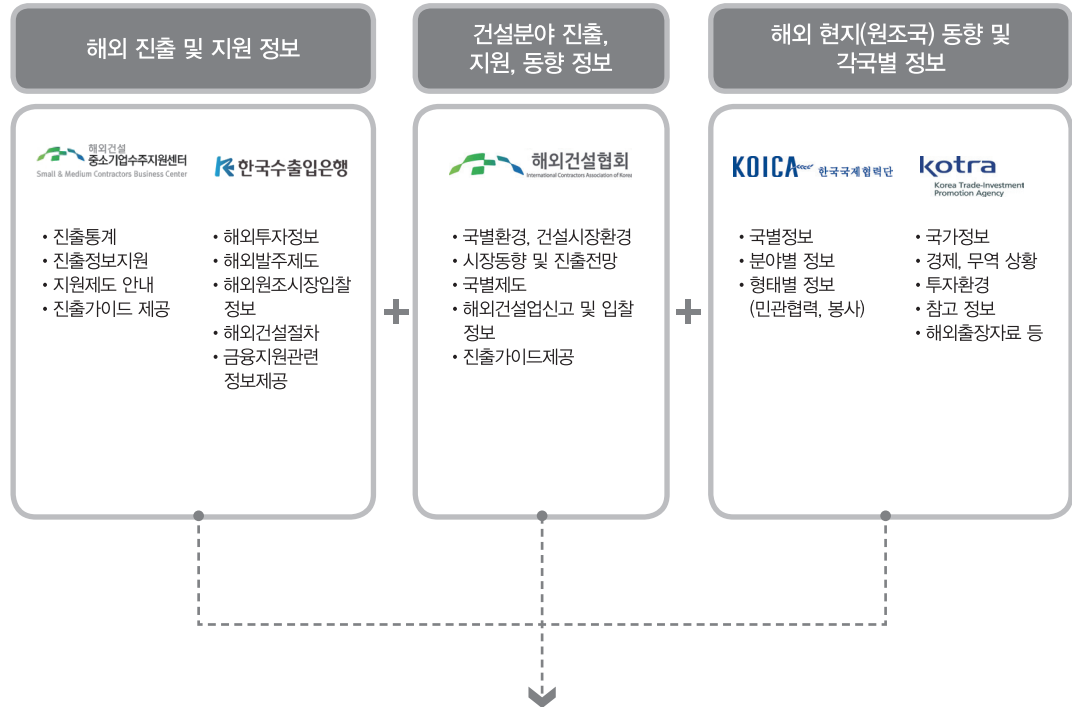 해외 진출 및 지원 정보
건설분야 진출,
지원, 동향 정보
해외 현지(원조국) 동향 및
각국별 정보
해외건설
중소기업수주지원센터
Small & Medium Contractors Business Center
• 진출통계
• 진출정보지원
• 지원제도 안내
• 진출가이드 제공
한국수출입은행
• 해외투자정보
• 해외발주제도
• 해외원조시장입찰
정보
• 해외건설절차
• 금융지원관련
정보제공
+
해외건설협회
International Contractors Association of Korea
• 국별환경, 건설시장환경
• 시장동향 및 진출전망
• 국별제도
• 해외건설업신고 및 입찰
정보
• 진출가이드제공
+
KOICA 한국국제협력단
• 국별정보
• 분야별 정보
• 형태별 정보
(민관협력, 봉사)
kotra
Korea Trade-Investment
Promotion Agency
• 국가정보
• 경제, 무역 상황
• 투자환경
• 참고 정보
• 해외출장자료 등